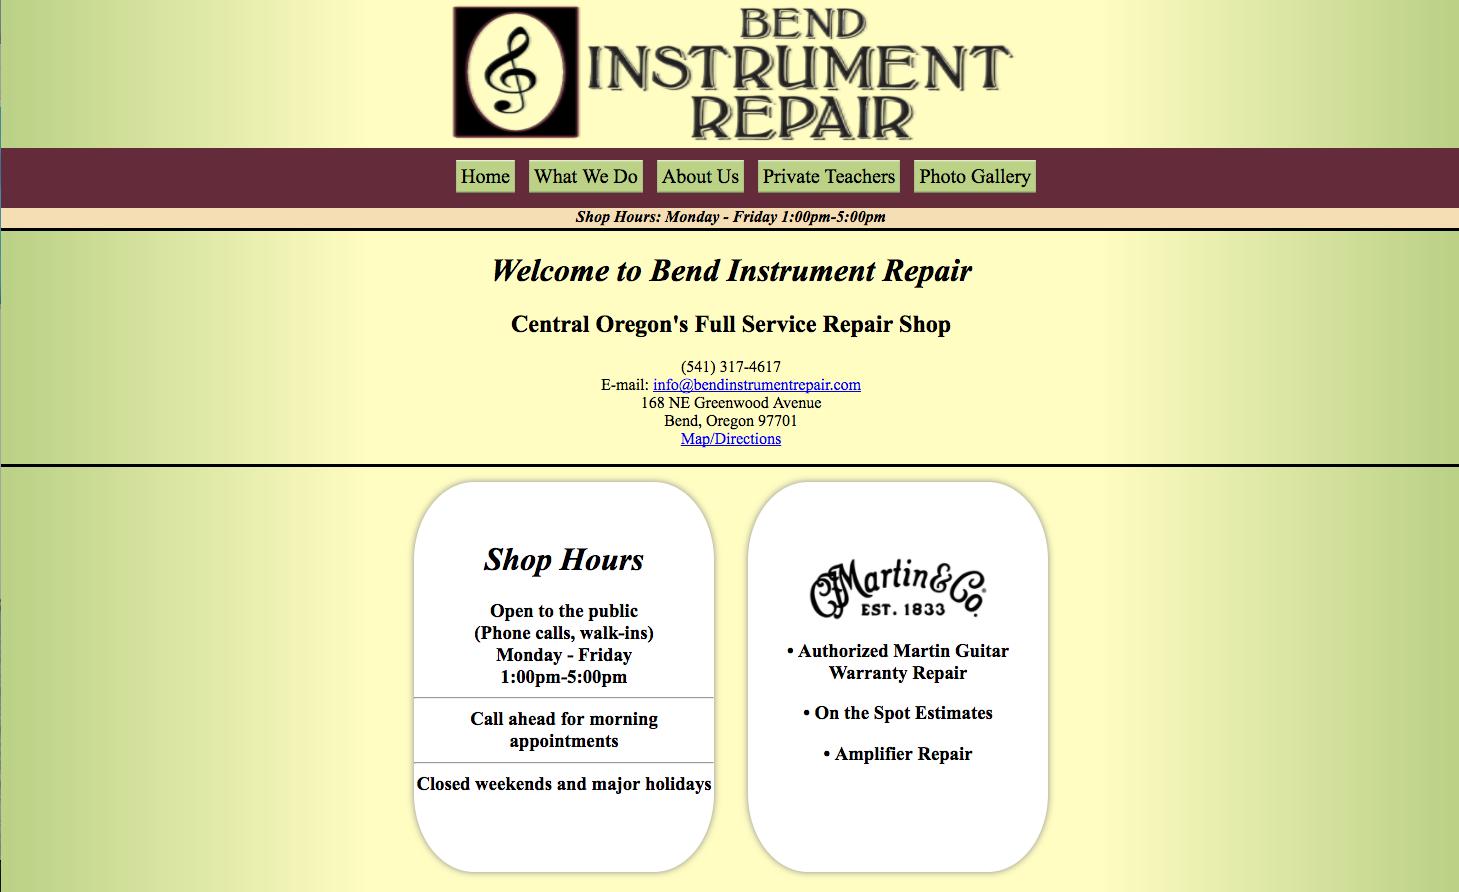 BEND
INSTRUMENT
REPAIR
Home What We Do About Us Private Teachers Photo Gallery
Shop Hours: Monday - Friday 1:00pm-5:00pm
Welcome to Bend Instrument Repair
Central Oregon's Full Service Repair Shop
(541) 317-4617
E-mail: info@bendinstrumentrepair.com
168 NE Greenwood Avenue
Bend, Oregon 97701
Map/Directions
Shop Hours
Open to the public
(Phone calls, walk-ins)
Monday - Friday
1:00pm-5:00pm
Call ahead for morning
appointments
Closed weekends and major holidays
CF Martin & Co.®
EST. 1833
• Authorized Martin Guitar
Warranty Repair
• On the Spot Estimates
• Amplifier Repair